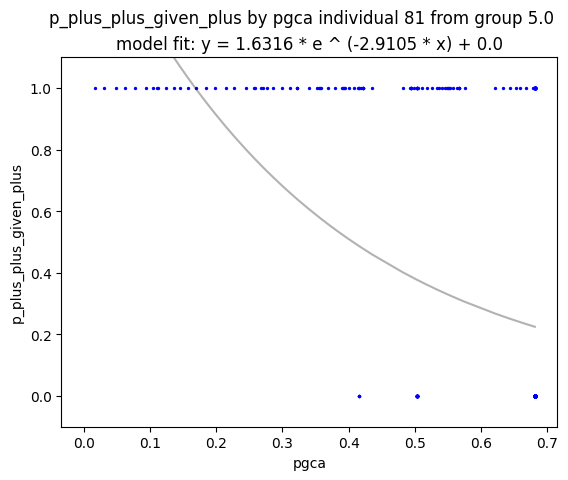 p_plus_plus_given_plus by pgca individual 81 from group 5.0
model fit: y = 1.6316 * e ^ (-2.9105 * x) + 0.0
p_plus_plus_given_plus
1.0
0.8
0.6
0.4
0.2
0.0
0.0 0.1 0.2 0.3 0.4 0.5 0.6 0.7
pgca